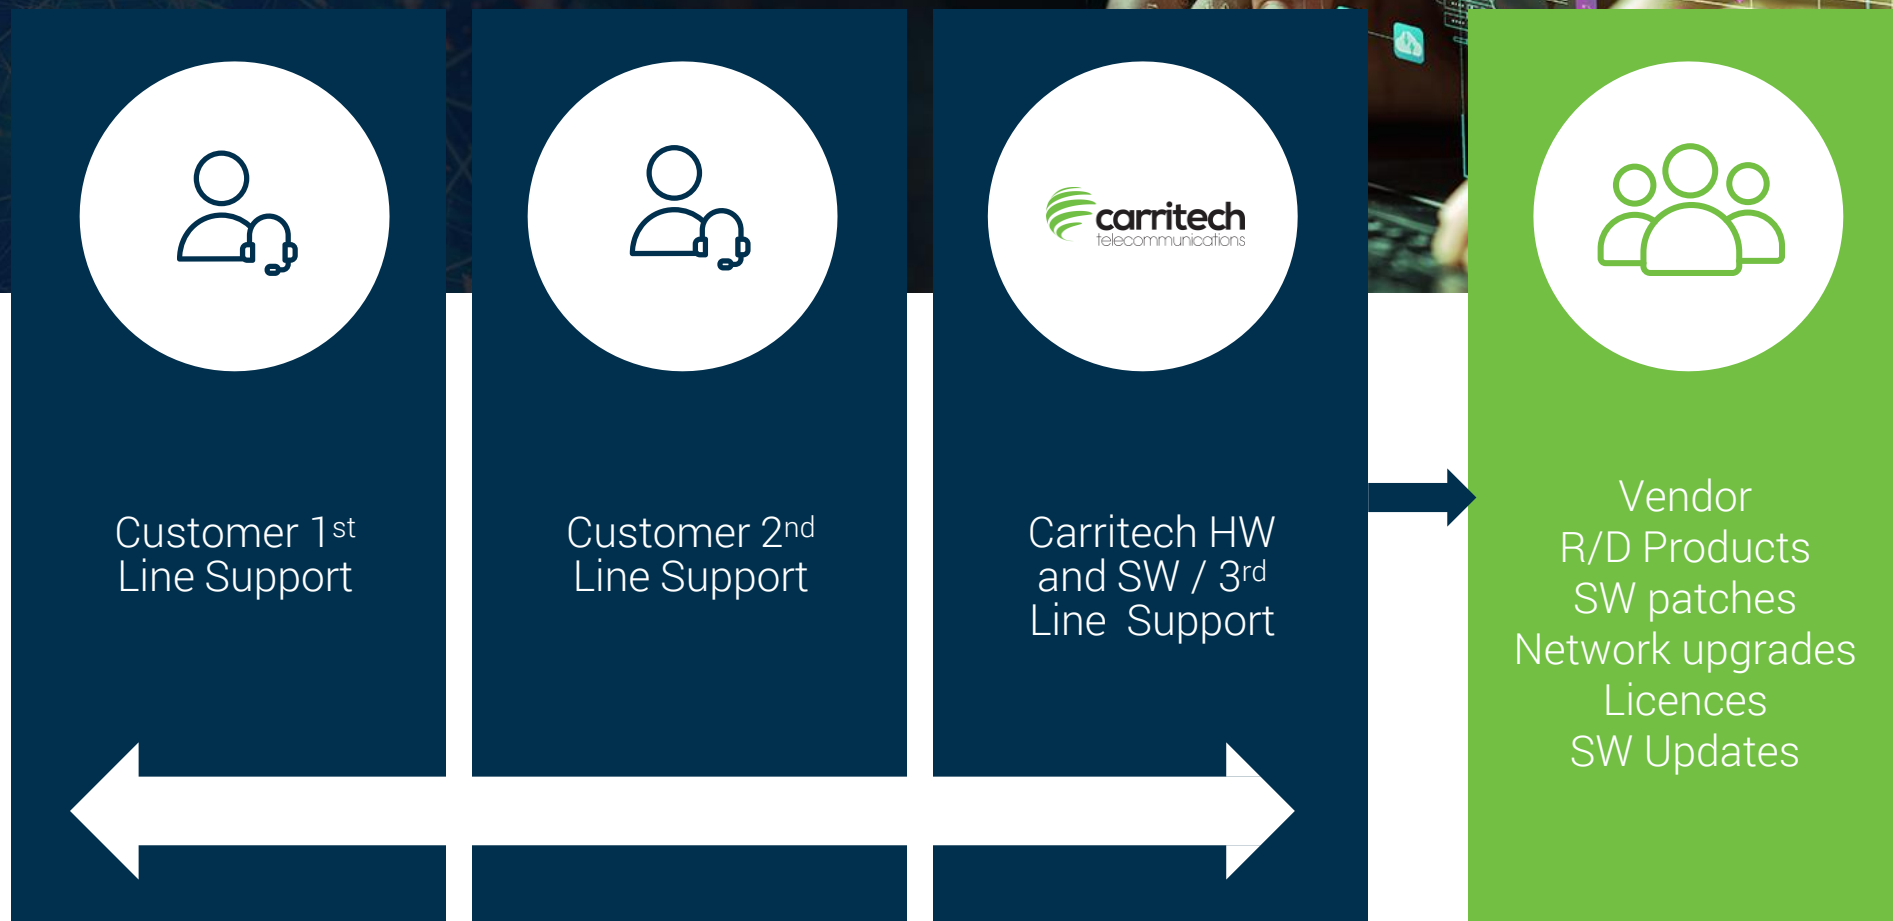 carritech
telecommunications
Customer 1st
Line Support
Customer 2nd
Line Support
Carritech HW
and SW / 3rd
Line Support
Vendor
R/D Products
SW patches
Network upgrades
Licences
SW Updates